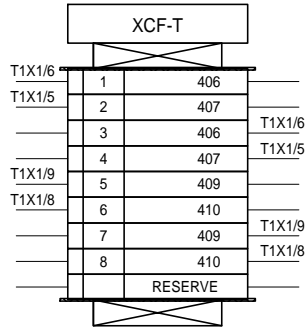 XCF-T
T1X1/6 1 406
T1X1/5 2 407
3 406 T1X1/6
4 407 T1X1/5
T1X1/9 5 409
T1X1/8 6 410
7 409 T1X1/9
8 410 T1X1/8
RESERVE